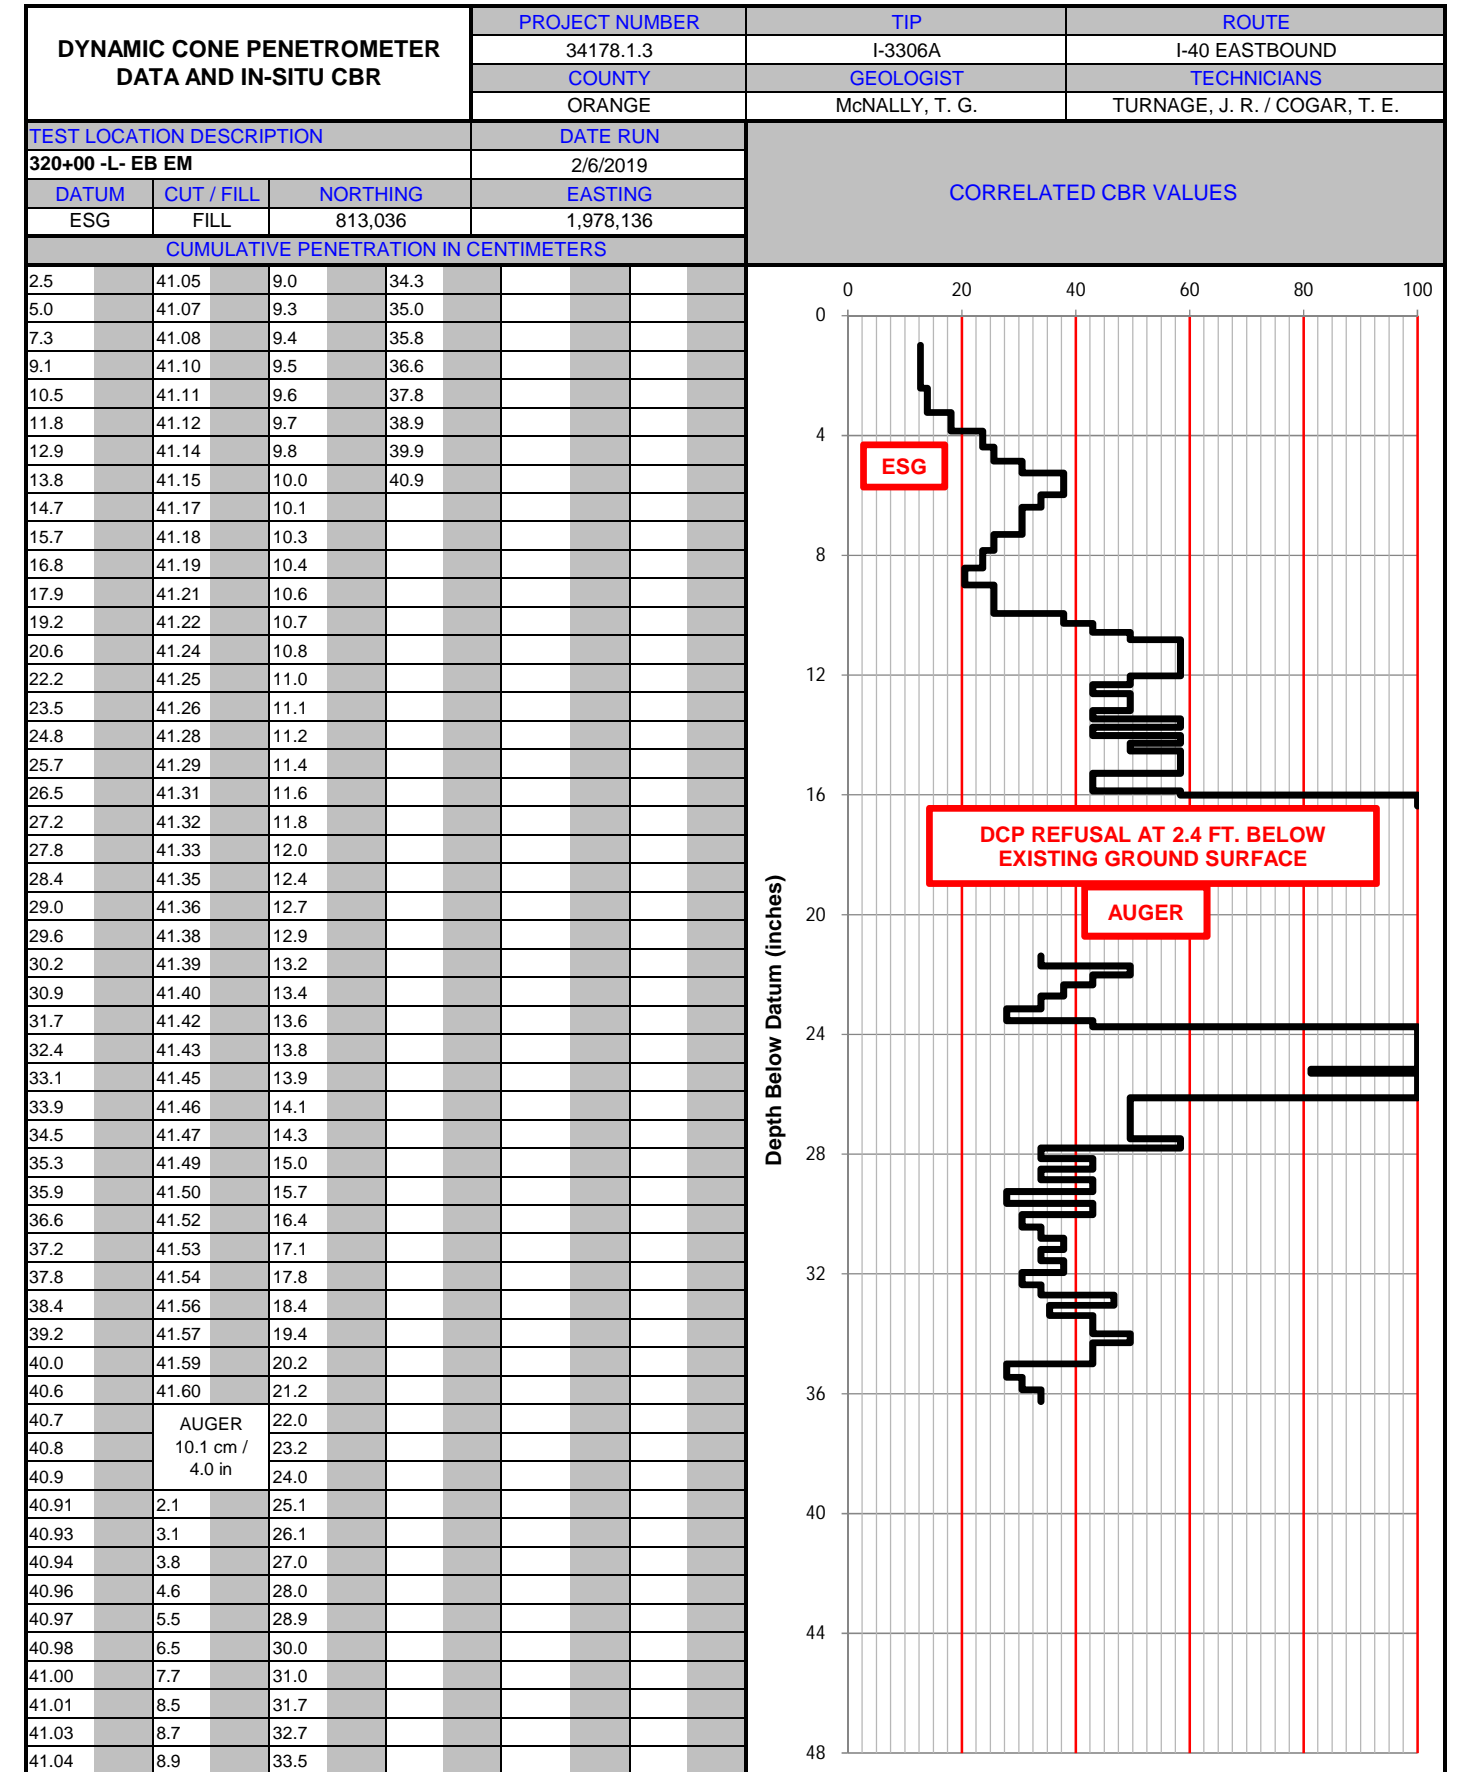 DYNAMIC CONE PENETROMETER
DATA AND IN-SITU CBR
PROJECT NUMBER TIP ROUTE
34178.1.3 I-3306A I-40 EASTBOUND
COUNTY GEOLOGIST TECHNICIANS
ORANGE McNALLY, T. G. TURNAGE, J. R. / COGAR, T. E.
TEST LOCATION DESCRIPTION DATE RUN
320+00 -L- EB EM 2/6/2019
DATUM CUT / FILL NORTHING EASTING
ESG FILL 813,036 1,978,136
CUMULATIVE PENETRATION IN CENTIMETERS
2.5 41.05 9.0 34.3
5.0 41.07 9.3 35.0
7.3 41.08 9.4 35.8
9.1 41.10 9.5 36.6
10.5 41.11 9.6 37.8
11.8 41.12 9.7 38.9
12.9 41.14 9.8 39.9
13.8 41.15 10.0 40.9
14.7 41.17 10.1
15.7 41.18 10.3
16.8 41.19 10.4
17.9 41.21 10.6
19.2 41.22 10.7
20.6 41.24 10.8
22.2 41.25 11.0
23.5 41.26 11.1
24.8 41.28 11.2
25.7 41.29 11.4
26.5 41.31 11.6
27.2 41.32 11.8
27.8 41.33 12.0
28.4 41.35 12.4
29.0 41.36 12.7
29.6 41.38 12.9
30.2 41.39 13.2
30.9 41.40 13.4
31.7 41.42 13.6
32.4 41.43 13.8
33.1 41.45 13.9
33.9 41.46 14.1
34.5 41.47 14.3
35.3 41.49 15.0
35.9 41.50 15.7
36.6 41.52 16.4
37.2 41.53 17.1
37.8 41.54 17.8
38.4 41.56 18.4
39.2 41.57 19.4
40.0 41.59 20.2
40.6 41.60 21.2
40.7 AUGER 22.0
40.8 10.1 cm / 23.2
40.9 4.0 in 24.0
40.91 2.1 25.1
40.93 3.1 26.1
40.94 3.8 27.0
40.96 4.6 28.0
40.97 5.5 28.9
40.98 6.5 30.0
41.00 7.7 31.0
41.01 8.5 31.7
41.03 8.7 32.7
41.04 8.9 33.5
CORRELATED CBR VALUES
0 20 40 60 80 100
0
4
ESG
8
12
16
DCP REFUSAL AT 2.4 FT. BELOW
EXISTING GROUND SURFACE
AUGER
20
24
28
32
36
40
44
48
Depth Below Datum (inches)